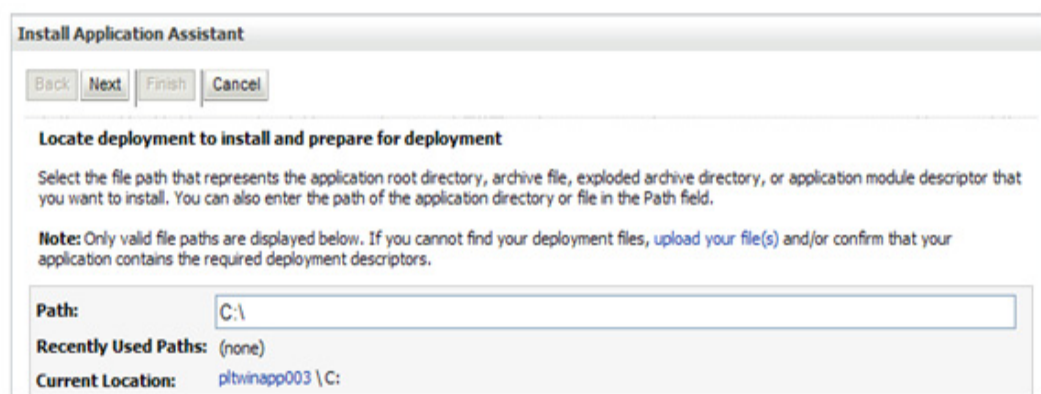 Install Application Assistant
Back Next Finish Cancel
Locate deployment to install and prepare for deployment
Select the file path that represents the application root directory, archive file, exploded archive directory, or application module descriptor that
you want to install. You can also enter the path of the application directory or file in the Path field.
Note: Only valid file paths are displayed below. If you cannot find your deployment files, upload your file(s) and/or confirm that your
application contains the required deployment descriptors.
Path: C:\
Recently Used Paths: (none)
Current Location: pltwinapp003 \ C: